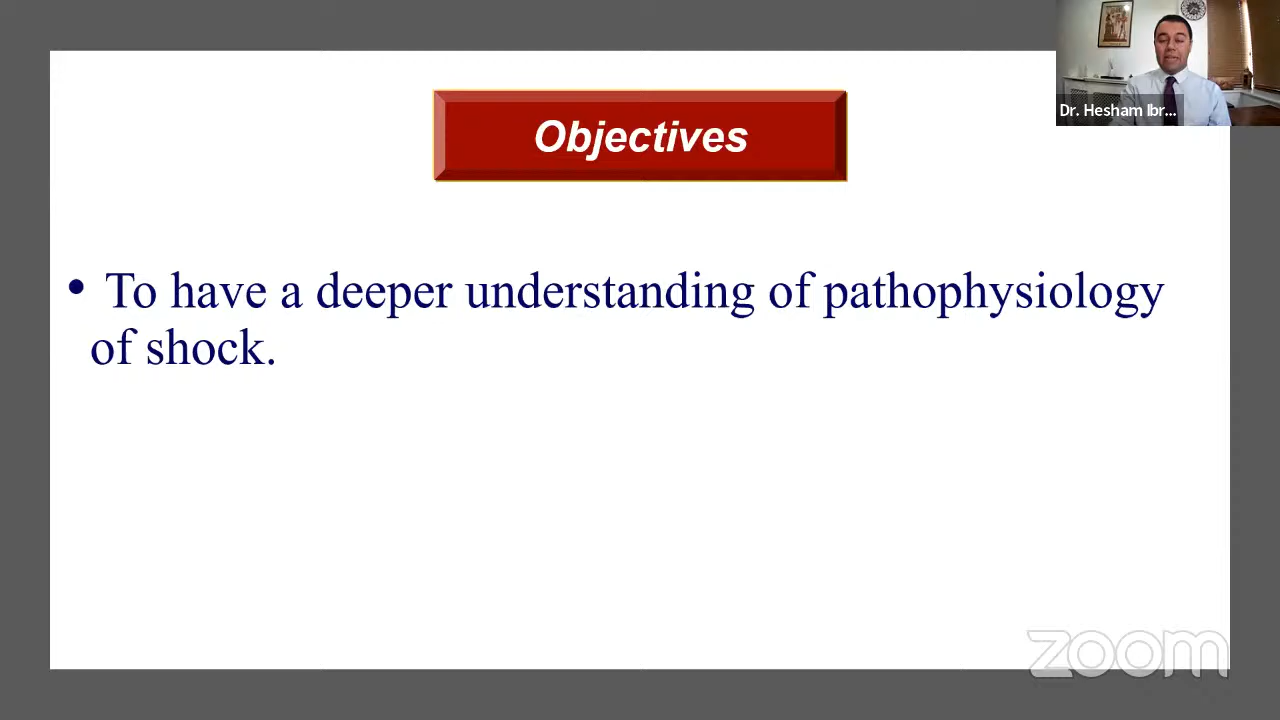 Dr. Hesham Ibr...
Objectives
• To have a deeper understanding of pathophysiology
of shock.
zoom